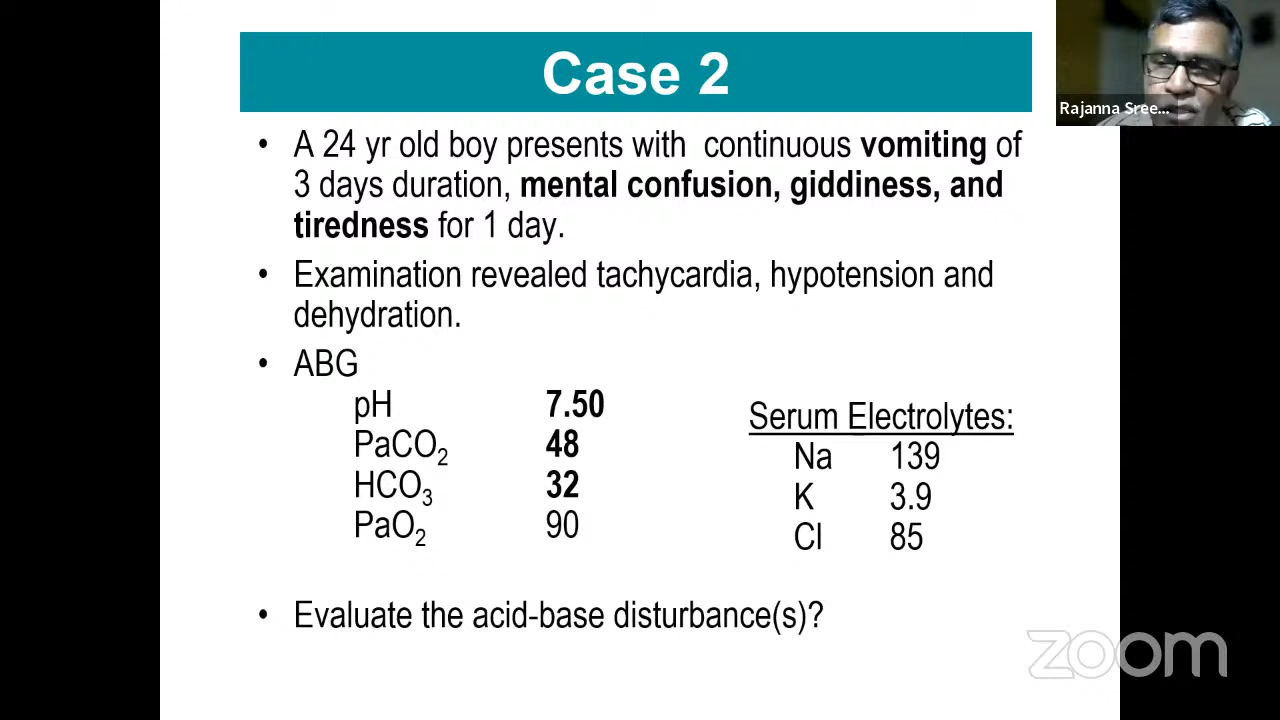 Case 2
• A 24 yr old boy presents with continuous vomiting of
3 days duration, mental confusion, giddiness, and
tiredness for 1 day.
• Examination revealed tachycardia, hypotension and
dehydration.
• ABG
pH 7.50
PaCO₂ 48
HCO₃ 32
PaO₂ 90
Serum Electrolytes:
Na 139
K 3.9
Cl 85
• Evaluate the acid-base disturbance(s)?
Rajanna Sree...
zoom